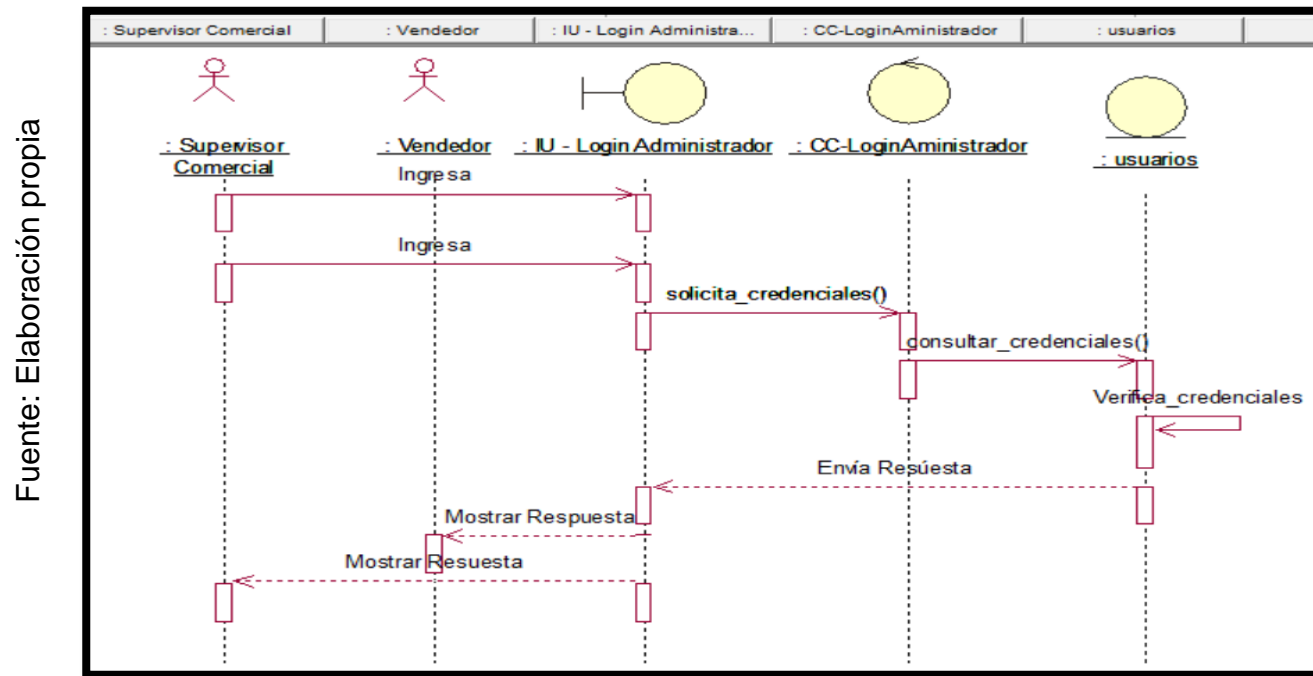 : Supervisor Comercial
: Vendedor
: IU - Login Administra...
: CC-LoginAministrador
: usuarios
: Supervisor
Comercial
: Vendedor
: IU - Login Administrador
: CC-LoginAministrador
: usuarios
Ingresa
Ingresa
solicita_credenciales()
consultar_credenciales()
Verifica_credenciales
Envía Resúesta
Mostrar Respuesta
Mostrar Resuesta
Fuente: Elaboración propia